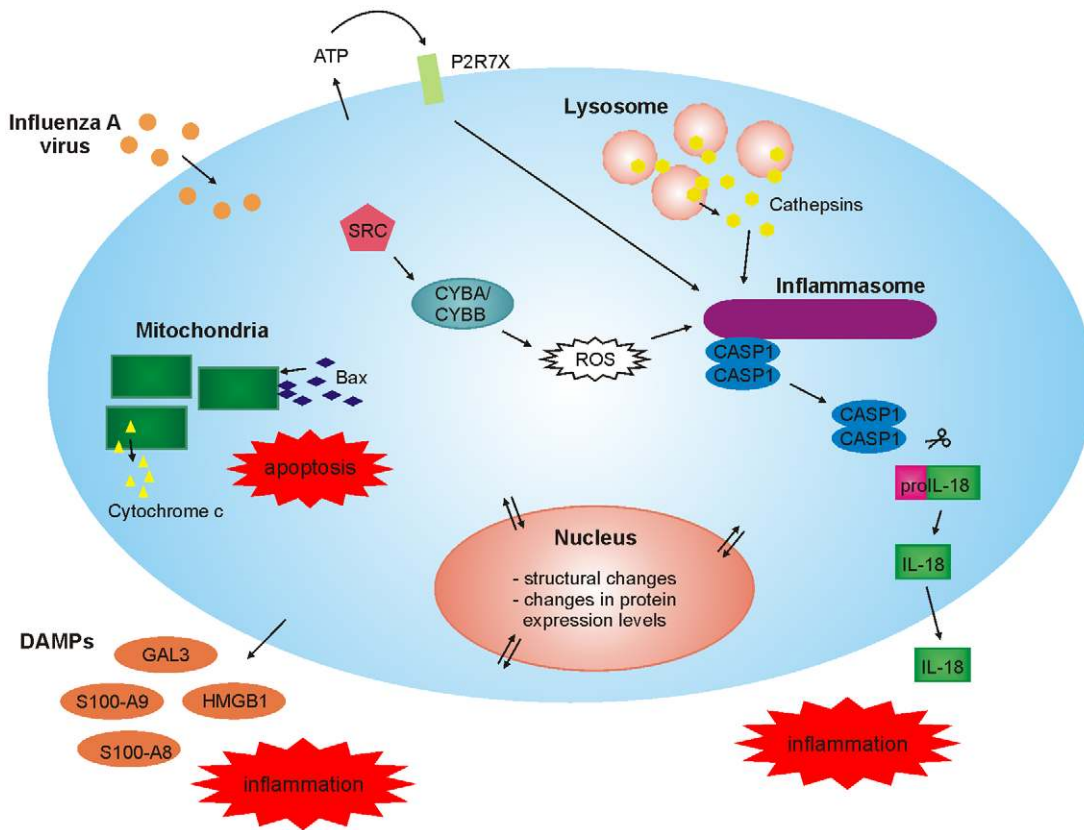 ATP
P2R7X
Influenza A
virus
Lysosome
Cathepsins
SRC
CYBA/
CYBB
ROS
Inflammasome
CASP1
CASP1
CASP1
CASP1
proIL-18
IL-18
IL-18
inflammation
Mitochondria
Bax
apoptosis
Cytochrome c
Nucleus
- structural changes
- changes in protein
expression levels
DAMPs
GAL3
S100-A9
HMGB1
S100-A8
inflammation